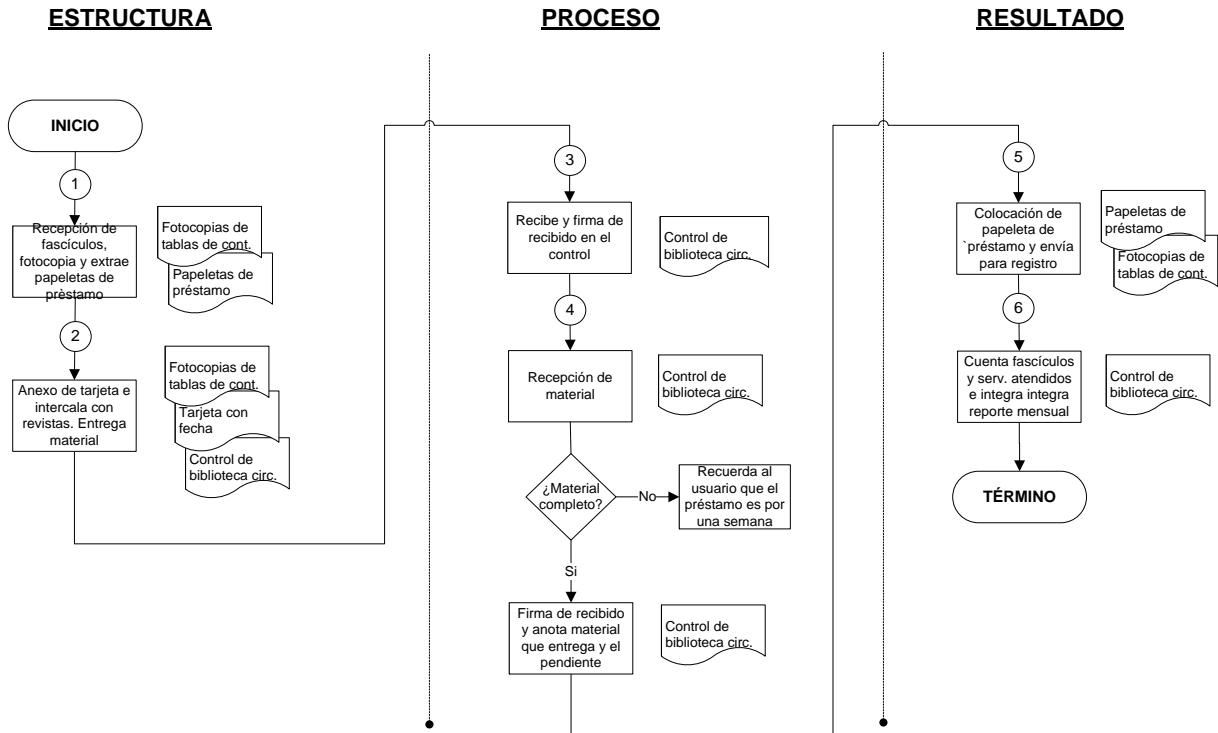 ESTRUCTURA
PROCESO
RESULTADO
INICIO
1
Recepción de
fascículos,
fotocopia y extrae
papeletas de
prèstamo
Fotocopias de
tablas de cont.
Papeletas de
préstamo
2
Anexo de tarjeta e
intercala con
revistas. Entrega
material
Fotocopias de
tablas de cont.
Tarjeta con
fecha
Control de
biblioteca circ.
3
Recibe y firma de
recibido en el
control
Control de
biblioteca circ.
4
Recepción de
material
Control de
biblioteca circ.
¿Material
completo?
No
Recuerda al
usuario que el
préstamo es por
una semana
Si
Firma de recibido
y anota material
que entrega y el
pendiente
Control de
biblioteca circ.
5
Colocación de
papeleta de
`préstamo y envía
para registro
Papeletas de
préstamo
Fotocopias de
tablas de cont.
6
Cuenta fascículos
y serv. atendidos
e integra integra
reporte mensual
Control de
biblioteca circ.
TÉRMINO